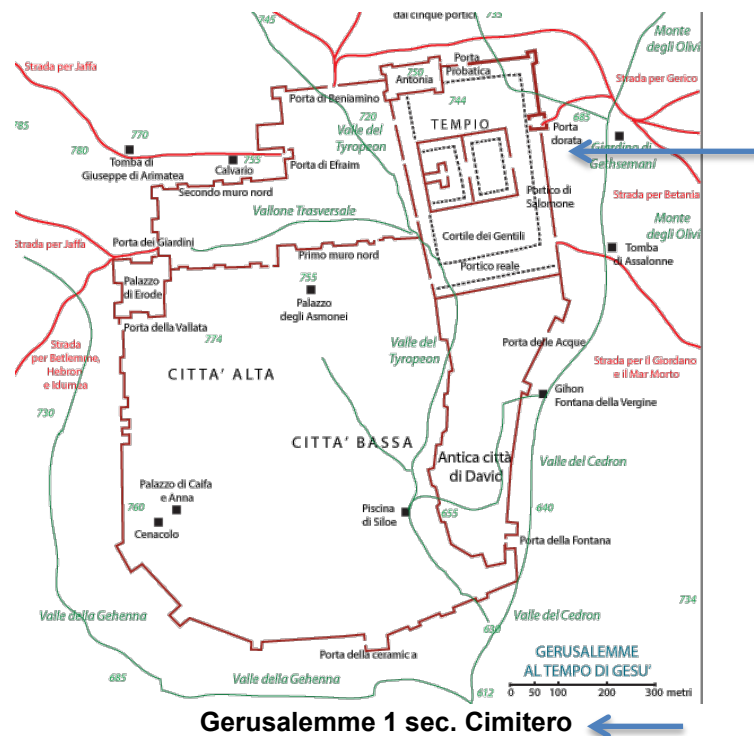 745
dai cinque portici
735
Monte
degli Olivi
Strada per Jaffa
Porta
Probatica
750
Antonia
Strada per Gerico
785
Porta di Beniamino
744
720
Valle del
Tyropeon
TEMPIO
683
Porta
dorata
770
780
Tomba di
Giuseppe di Arimatea
755
Calvario
Porta di Efraim
Giardino di
Gethsemani
Secondo muro nord
Portico di
Salomone
Strada per Betania
Vallone Trasversale
Monte
degli Olivi
Strada per Jaffa
Porta dei Giardini
Cortile dei Gentili
Tomba
di Assalonne
Primo muro nord
Portico reale
Palazzo
di Erode
755
Palazzo
degli Asmonei
Porta della Vallata
Strada
per Betlemme,
Hebron
e Idumea
774
Valle del
Tyropeon
Porta delle Acque
Strada per Il Giordano
e il Mar Morto
CITTA' ALTA
Gihon
Fontana della Vergine
730
CITTA' BASSA
Antica città
di David
Valle del Cedron
Palazzo di Caifa
e Anna
760
Cenacolo
Piscina
di Siloe
655
640
Porta della Fontana
734
Valle della Gehenna
Valle del Cedron
630
Porta della ceramica
GERUSALEMME
AL TEMPO DI GESU'
685
Valle della Gehenna
612
0 50 100 200 300 metri
Gerusalemme 1 sec. Cimitero